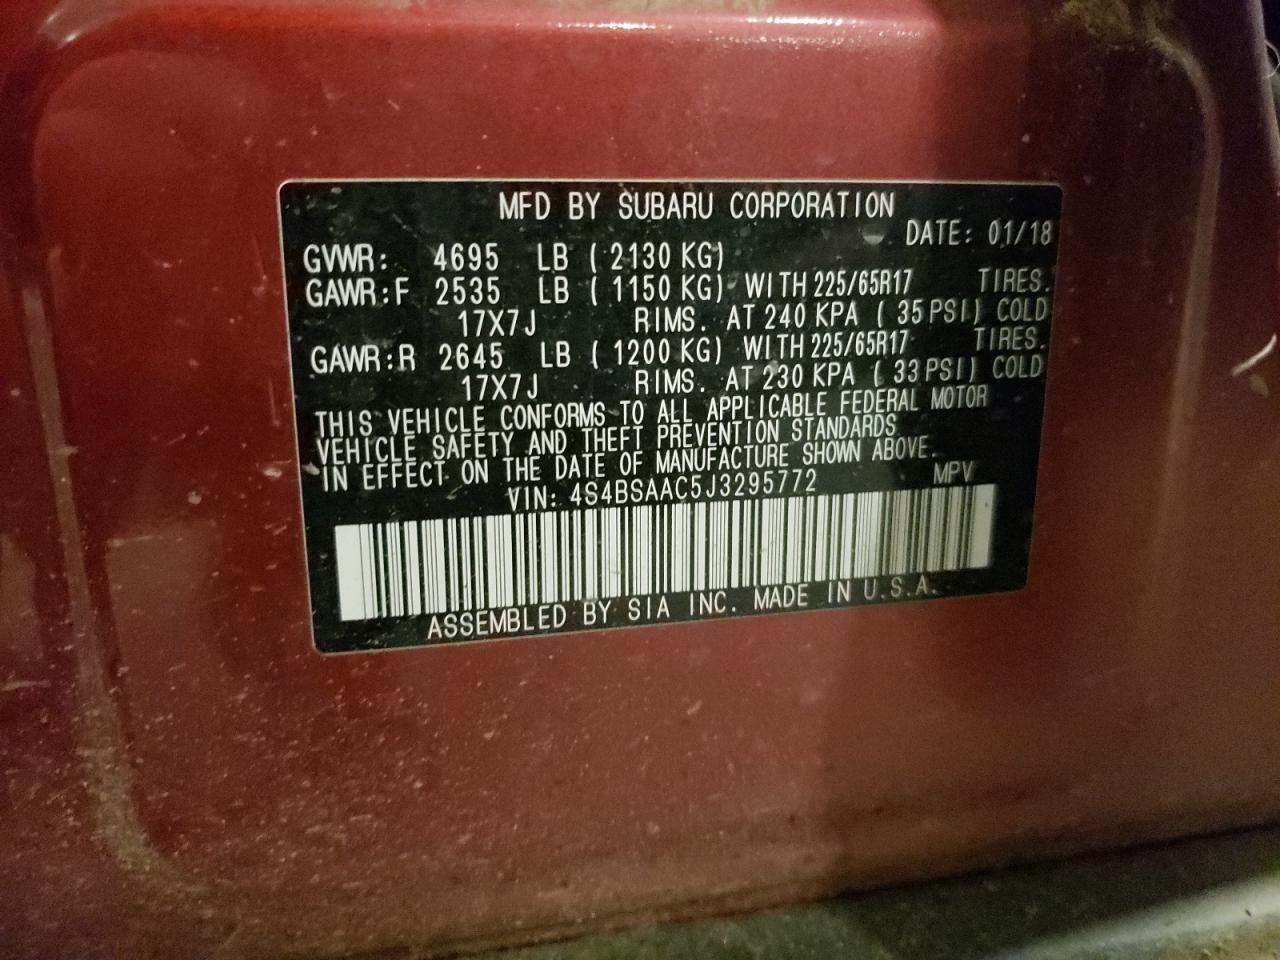 MFD BY SUBARU CORPORATION
DATE: 01/18
GVWR: 4695 LB ( 2130 KG)
GAWR:F 2535 LB ( 1150 KG) WITH 225/65R17 TIRES.
17X7J RIMS. AT 240 KPA ( 35 PSI) COLD
GAWR:R 2645 LB ( 1200 KG) WITH 225/65R17 TIRES.
17X7J RIMS. AT 230 KPA ( 33 PSI) COLD
THIS VEHICLE CONFORMS TO ALL APPLICABLE FEDERAL MOTOR
VEHICLE SAFETY AND THEFT PREVENTION STANDARDS
IN EFFECT ON THE DATE OF MANUFACTURE SHOWN ABOVE.
VIN: 4S4BSAAC5J3295772 MPV
ASSEMBLED BY SIA INC. MADE IN U.S.A.